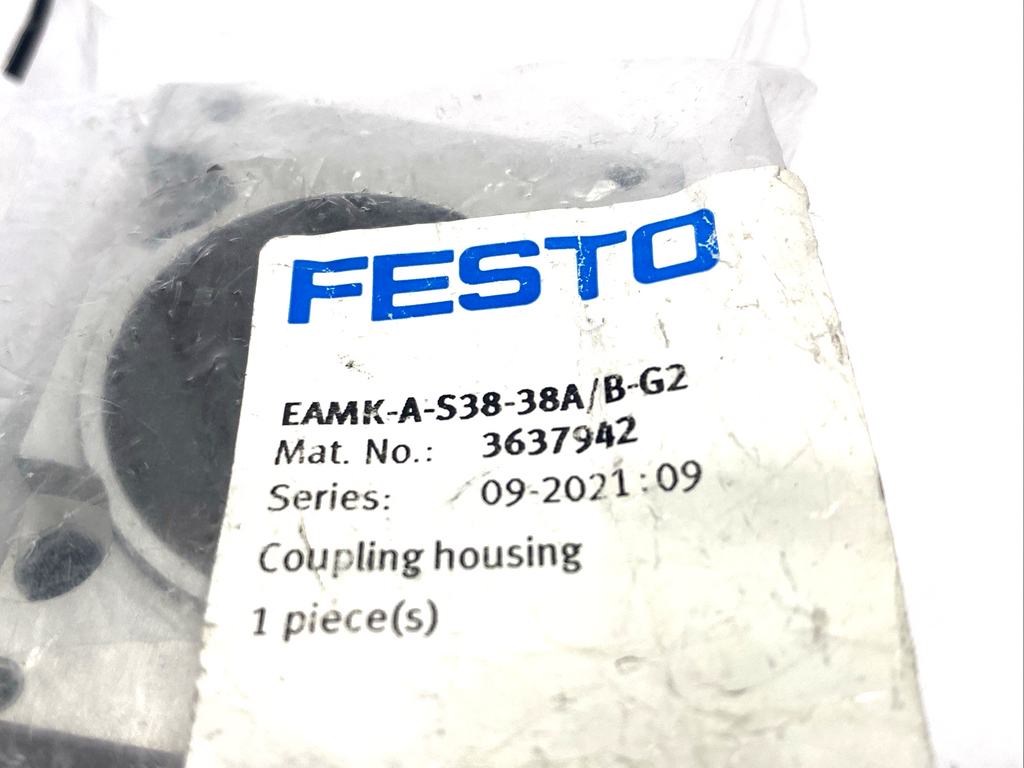 FESTO
EAMK-A-S38-38A/B-G2
Mat. No.: 3637942
Series: 09-2021:09
Coupling housing
1 piece(s)